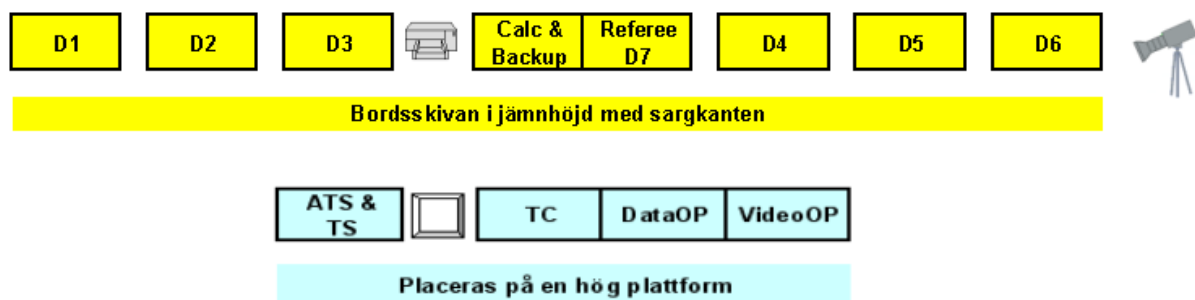 D1
D2
D3
Calc &
Backup
Referee
D7
D4
D5
D6
Bordsskivan i jämnhöjd med sargkanten
ATS &
TS
TC
DataOP
VideoOP
Placeras på en hög plattform